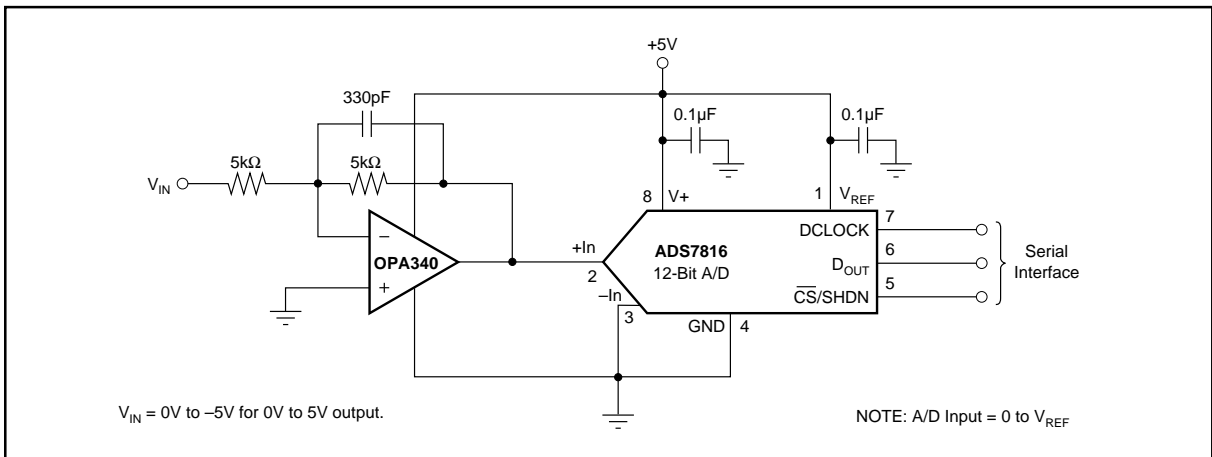 +5V
330pF
0.1µF
0.1µF
5kΩ
5kΩ
V_IN
8
V+
1
V_REF
7
–
OPA340
+
+In
2
ADS7816
12-Bit A/D
–In
3
GND
4
DCLOCK
6
D_OUT
5
C̅S̅/SHDN
Serial
Interface
V_IN = 0V to –5V for 0V to 5V output.
NOTE: A/D Input = 0 to V_REF